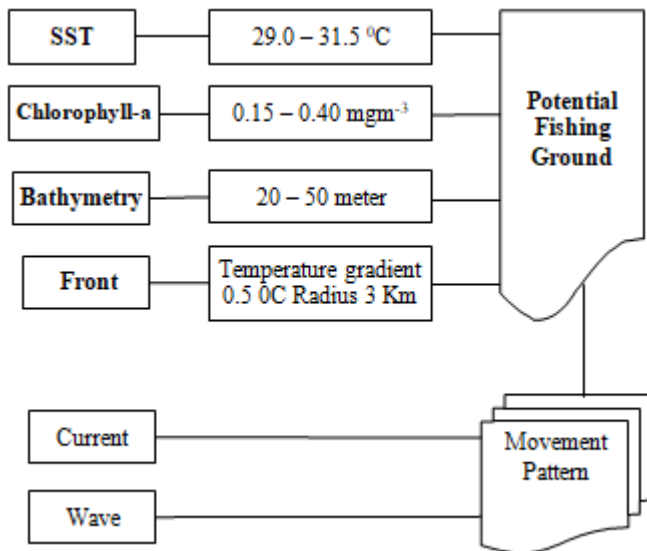 SST
29.0 – 31.5 ⁰C
Chlorophyll-a
0.15 – 0.40 mgm⁻³
Bathymetry
20 – 50 meter
Front
Temperature gradient
0.5 0C Radius 3 Km
Potential
Fishing
Ground
Current
Wave
Movement
Pattern